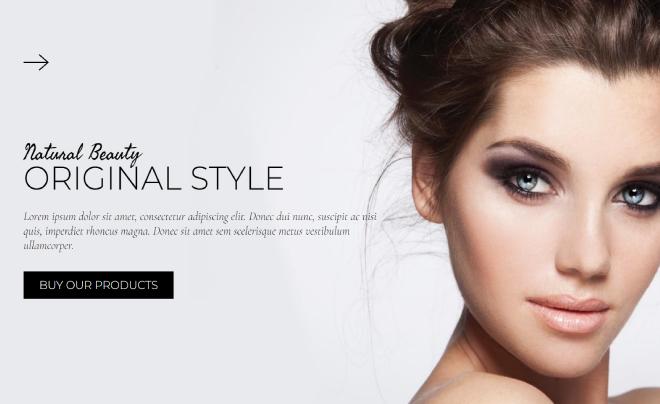 Natural Beauty
ORIGINAL STYLE
Lorem ipsum dolor sit amet, consectetur adipiscing elit. Donec dui nunc, suscipit ac nisi
quis, imperdiet rhoncus magna. Donec sit amet sem scelerisque metus vestibulum
ullamcorper.
BUY OUR PRODUCTS